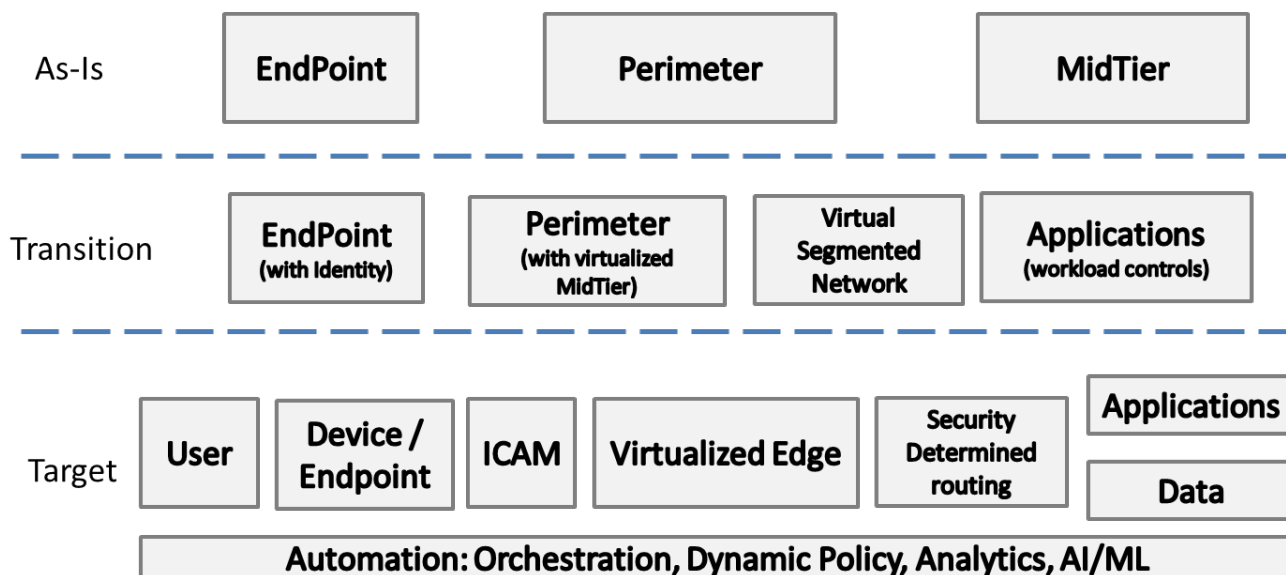 As-Is
EndPoint
Perimeter
MidTier
Transition
EndPoint
(with Identity)
Perimeter
(with virtualized
MidTier)
Virtual
Segmented
Network
Applications
(workload controls)
Target
User
Device /
Endpoint
ICAM
Virtualized Edge
Security
Determined
routing
Applications
Data
Automation: Orchestration, Dynamic Policy, Analytics, AI/ML